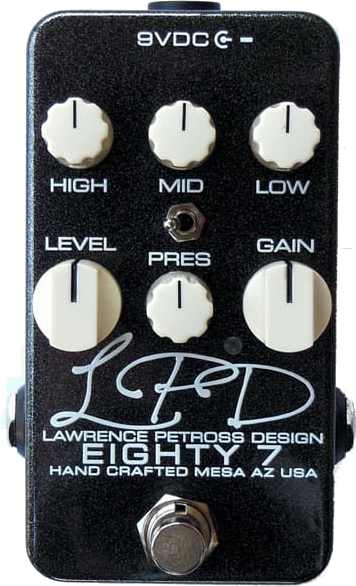 9VDC -
HIGH MID LOW
LEVEL PRES GAIN
LPD
LAWRENCE PETROSS DESIGN
EIGHTY 7
HAND CRAFTED MESA AZ USA